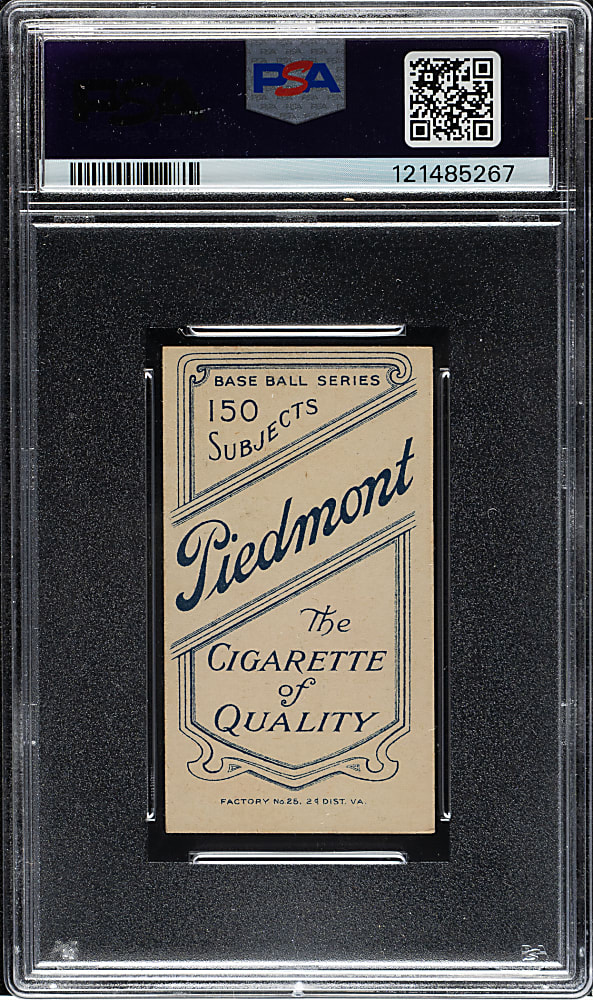 PSA
121485267
BASE BALL SERIES
150
SUBJECTS
Piedmont
The
CIGARETTE
of
QUALITY
FACTORY No 25. 2d DIST. VA.